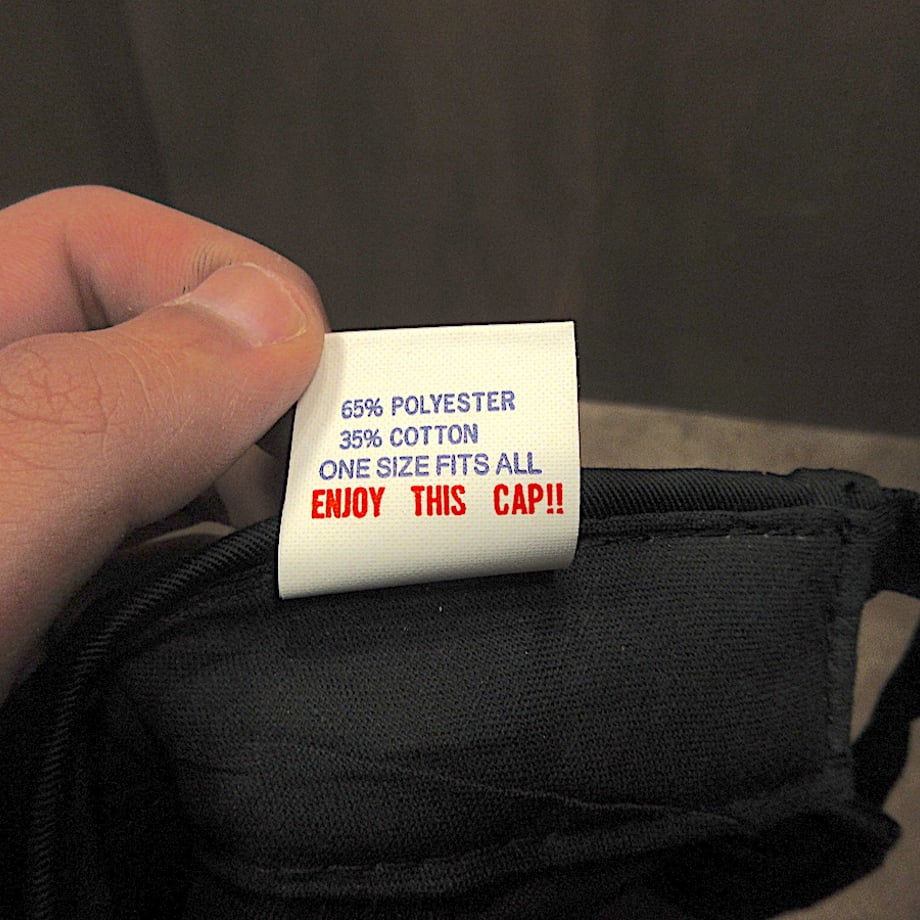 65% POLYESTER
35% COTTON
ONE SIZE FITS ALL
ENJOY THIS CAP!!